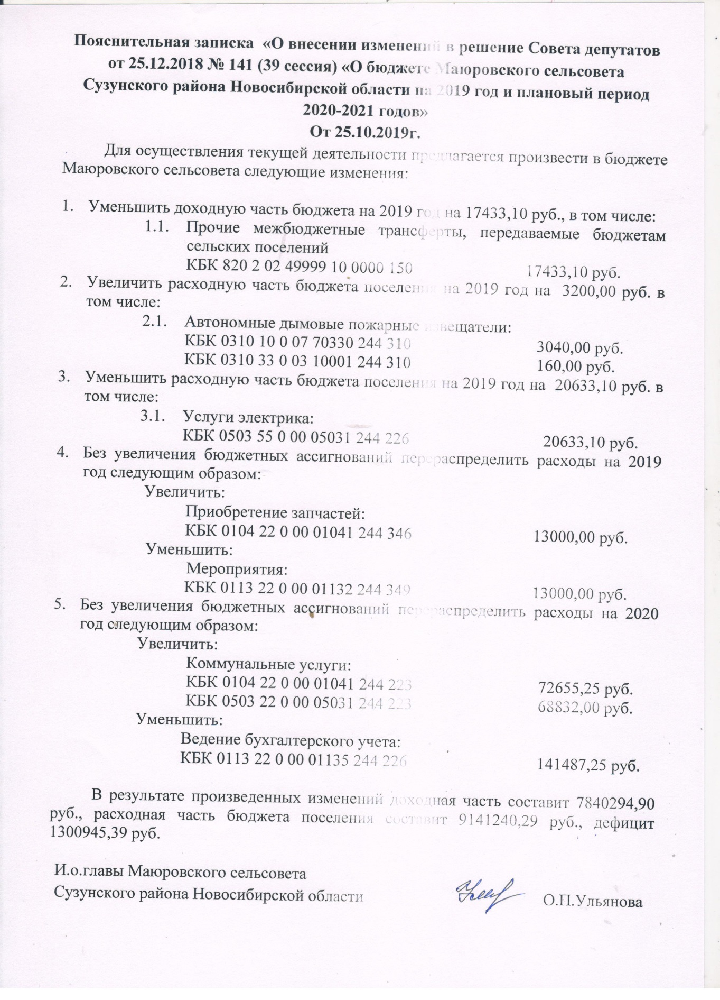 Пояснительная записка «О внесении изменений в решение Совета депутатов
от 25.12.2018 № 141 (39 сессия) «О бюджете Маюровского сельсовета
Сузунского района Новосибирской области на 2019 год и плановый период
2020-2021 годов»
От 25.10.2019г.
Для осуществления текущей деятельности предлагается произвести в бюджете
Маюровского сельсовета следующие изменения:
1. Уменьшить доходную часть бюджета на 2019 год на 17433,10 руб., в том числе:
1.1. Прочие межбюджетные трансферты, передаваемые бюджетам
сельских поселений
КБК 820 2 02 49999 10 0000 150 17433,10 руб.
2. Увеличить расходную часть бюджета поселения на 2019 год на 3200,00 руб. в
том числе:
2.1. Автономные дымовые пожарные извещатели:
КБК 0310 10 0 07 70330 244 310 3040,00 руб.
КБК 0310 33 0 03 10001 244 310 160,00 руб.
3. Уменьшить расходную часть бюджета поселения на 2019 год на 20633,10 руб. в
том числе:
3.1. Услуги электрика:
КБК 0503 55 0 00 05031 244 226 20633,10 руб.
4. Без увеличения бюджетных ассигнований перераспределить расходы на 2019
год следующим образом:
Увеличить:
Приобретение запчастей:
КБК 0104 22 0 00 01041 244 346 13000,00 руб.
Уменьшить:
Мероприятия:
КБК 0113 22 0 00 01132 244 349 13000,00 руб.
5. Без увеличения бюджетных ассигнований перераспределить расходы на 2020
год следующим образом:
Увеличить:
Коммунальные услуги:
КБК 0104 22 0 00 01041 244 223 72655,25 руб.
КБК 0503 22 0 00 05031 244 223 68832,00 руб.
Уменьшить:
Ведение бухгалтерского учета:
КБК 0113 22 0 00 01135 244 226 141487,25 руб.
В результате произведенных изменений доходная часть составит 7840294,90
руб., расходная часть бюджета поселения составит 9141240,29 руб., дефицит
1300945,39 руб.
И.о.главы Маюровского сельсовета
Сузунского района Новосибирской области О.П.Ульянова